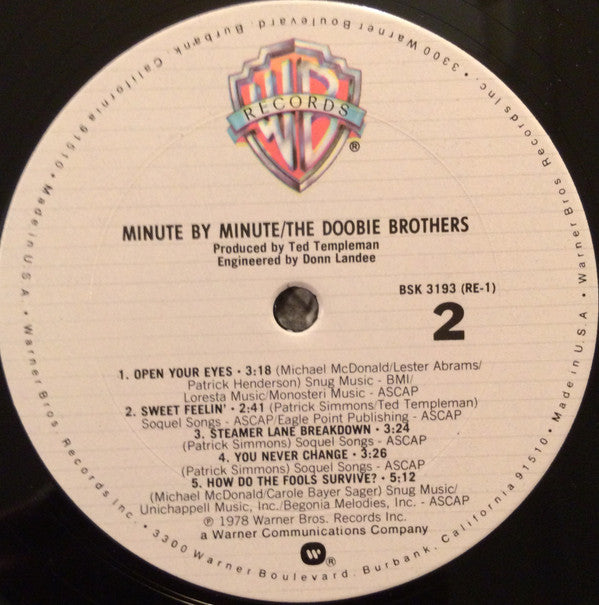 WB
RECORDS
®
MINUTE BY MINUTE/THE DOOBIE BROTHERS
Produced by Ted Templeman
Engineered by Donn Landee
BSK 3193 (RE-1)
2
1. OPEN YOUR EYES • 3:18 (Michael McDonald/Lester Abrams/
Patrick Henderson) Snug Music - BMI/
Loresta Music/Monosteri Music - ASCAP
2. SWEET FEELIN' • 2:41 (Patrick Simmons/Ted Templeman)
Soquel Songs - ASCAP/Eagle Point Publishing - ASCAP
3. STEAMER LANE BREAKDOWN • 3:24
(Patrick Simmons) Soquel Songs - ASCAP
4. YOU NEVER CHANGE • 3:26
(Patrick Simmons) Soquel Songs - ASCAP
5. HOW DO THE FOOLS SURVIVE? • 5:12
(Michael McDonald/Carole Bayer Sager) Snug Music/
Unichappell Music, Inc./Begonia Melodies, Inc. - ASCAP
℗ 1978 Warner Bros. Records Inc.
a Warner Communications Company
®
Warner Bros. Records Inc. • 3300 Warner Boulevard, Burbank, California 91510 • Made in U.S.A. •
Warner Bros. Records Inc. • 3300 Warner Boulevard, Burbank, California 91510 • Made in U.S.A. •